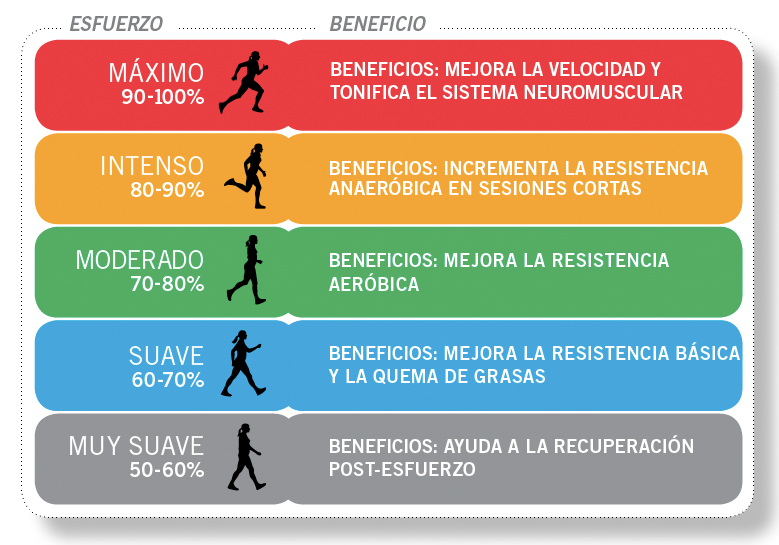 ESFUERZO
BENEFICIO
MÁXIMO
90-100%
BENEFICIOS: MEJORA LA VELOCIDAD Y
TONIFICA EL SISTEMA NEUROMUSCULAR
INTENSO
80-90%
BENEFICIOS: INCREMENTA LA RESISTENCIA
ANAERÓBICA EN SESIONES CORTAS
MODERADO
70-80%
BENEFICIOS: MEJORA LA RESISTENCIA
AERÓBICA
SUAVE
60-70%
BENEFICIOS: MEJORA LA RESISTENCIA BÁSICA
Y LA QUEMA DE GRASAS
MUY SUAVE
50-60%
BENEFICIOS: AYUDA A LA RECUPERACIÓN
POST-ESFUERZO